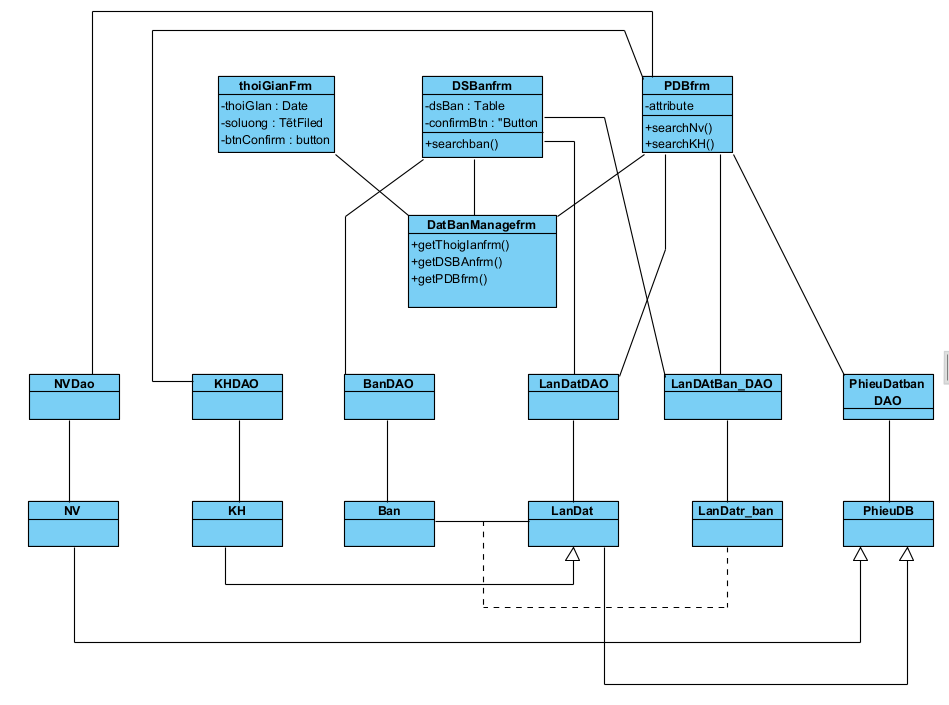 thoiGianFrm
-thoiGIan : Date
-soluong : TẽtFiled
-btnConfirm : button
DSBanfrm
-dsBan : Table
-confirmBtn : "Button
+searchban()
PDBfrm
-attribute
+searchNv()
+searchKH()
DatBanManagefrm
+getThoigIanfrm()
+getDSBAnfrm()
+getPDBfrm()
NVDao
KHDAO
BanDAO
LanDatDAO
LanDAtBan_DAO
PhieuDatban
DAO
NV
KH
Ban
LanDat
LanDatr_ban
PhieuDB